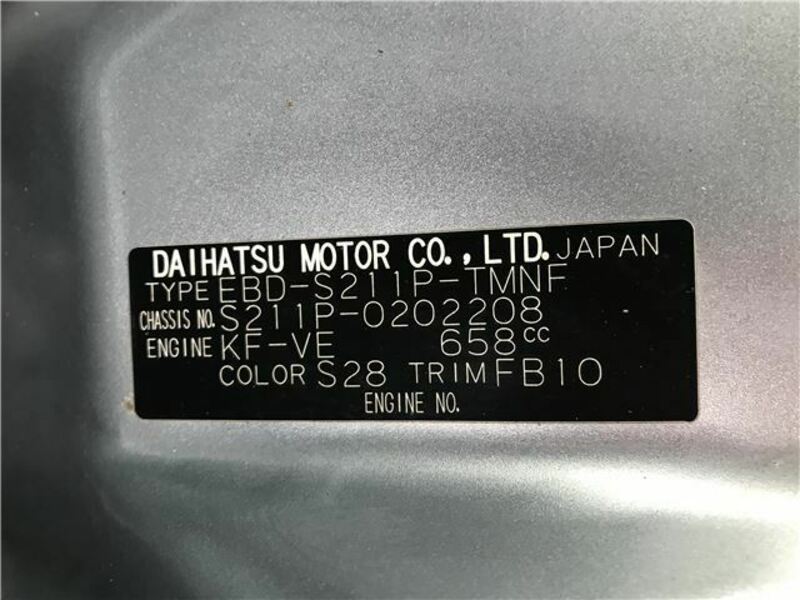 DAIHATSU MOTOR CO., LTD. JAPAN
TYPE EBD-S211P-TMNF
CHASSIS NO. S211P-0202208
ENGINE KF-VE 658cc
COLOR S28 TRIM FB10
ENGINE NO.